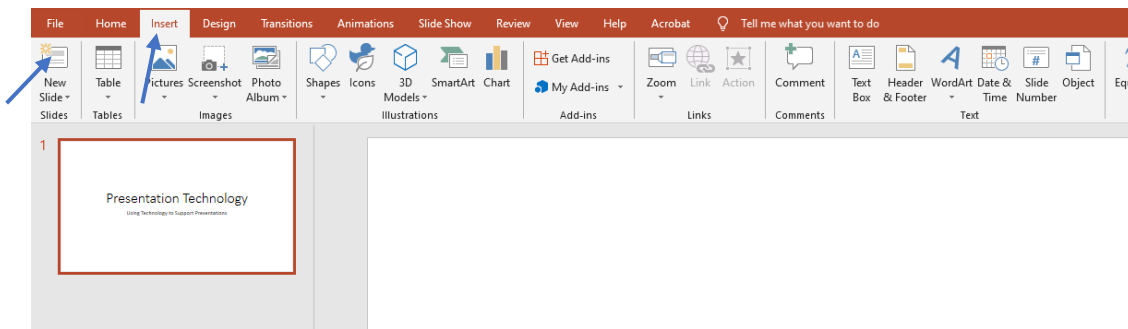 File Home Insert Design Transitions Animations Slide Show Review View Help Acrobat Tell me what you want to do
New Slide
Table
Pictures
Screenshot
Photo Album
Shapes
Icons
3D Models
SmartArt
Chart
Get Add-ins
My Add-ins
Zoom
Link
Action
Comment
A
Text Box
Header & Footer
A
WordArt
Date & Time
#
Slide Number
Object
Slides Tables Images Illustrations Add-ins Links Comments Text
1
Presentation Technology
Using Technology to Support Presentations